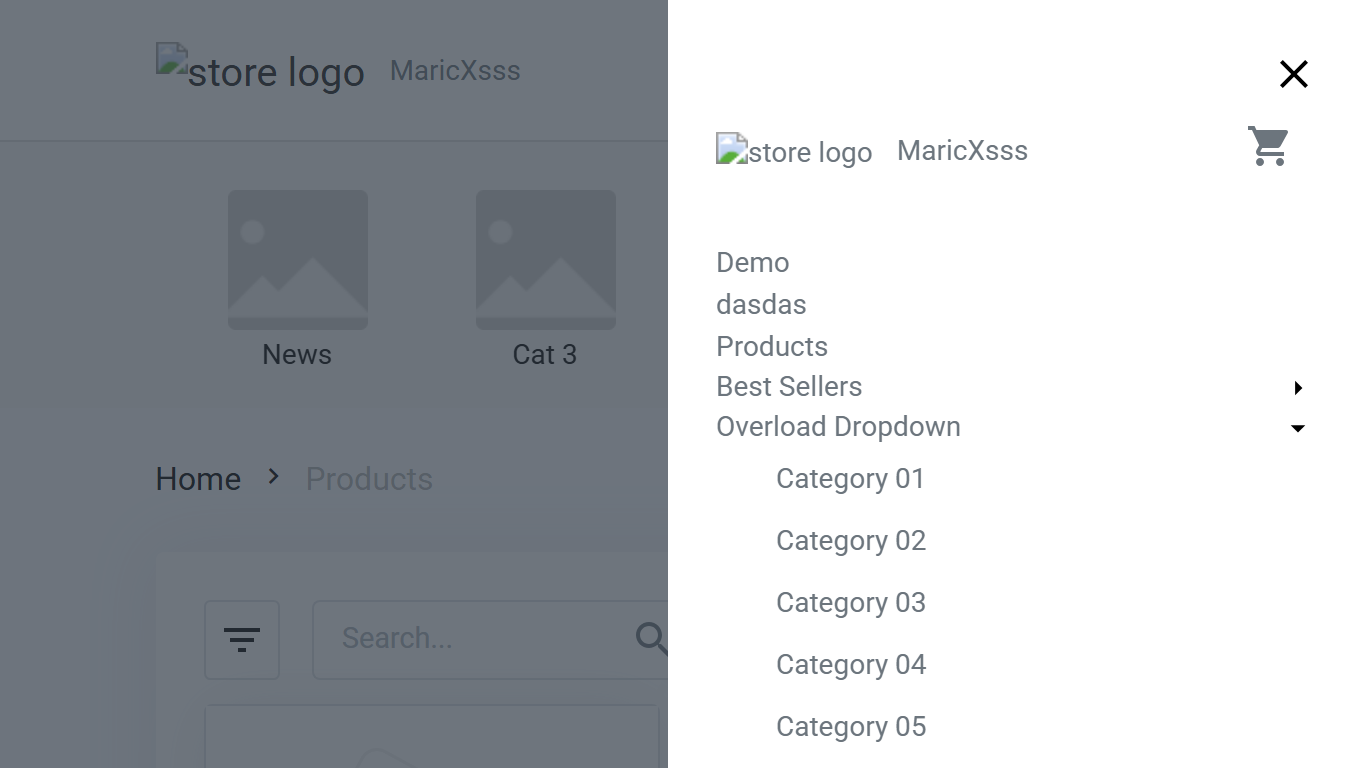 store logo MaricXsss
News
Cat 3
Home
Products
Search...
store logo MaricXsss
Demo
dasdas
Products
Best Sellers
Overload Dropdown
Category 01
Category 02
Category 03
Category 04
Category 05